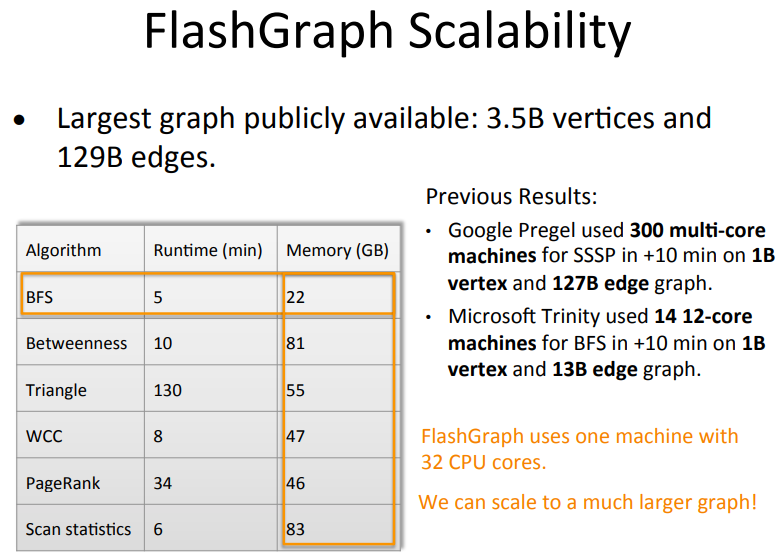 FlashGraph Scalability
• Largest graph publicly available: 3.5B vertices and
129B edges.
Algorithm Runtime (min) Memory (GB)
BFS 5 22
Betweenness 10 81
Triangle 130 55
WCC 8 47
PageRank 34 46
Scan statistics 6 83
Previous Results:
• Google Pregel used 300 multi-core
machines for SSSP in +10 min on 1B
vertex and 127B edge graph.
• Microsoft Trinity used 14 12-core
machines for BFS in +10 min on 1B
vertex and 13B edge graph.
FlashGraph uses one machine with
32 CPU cores.
We can scale to a much larger graph!